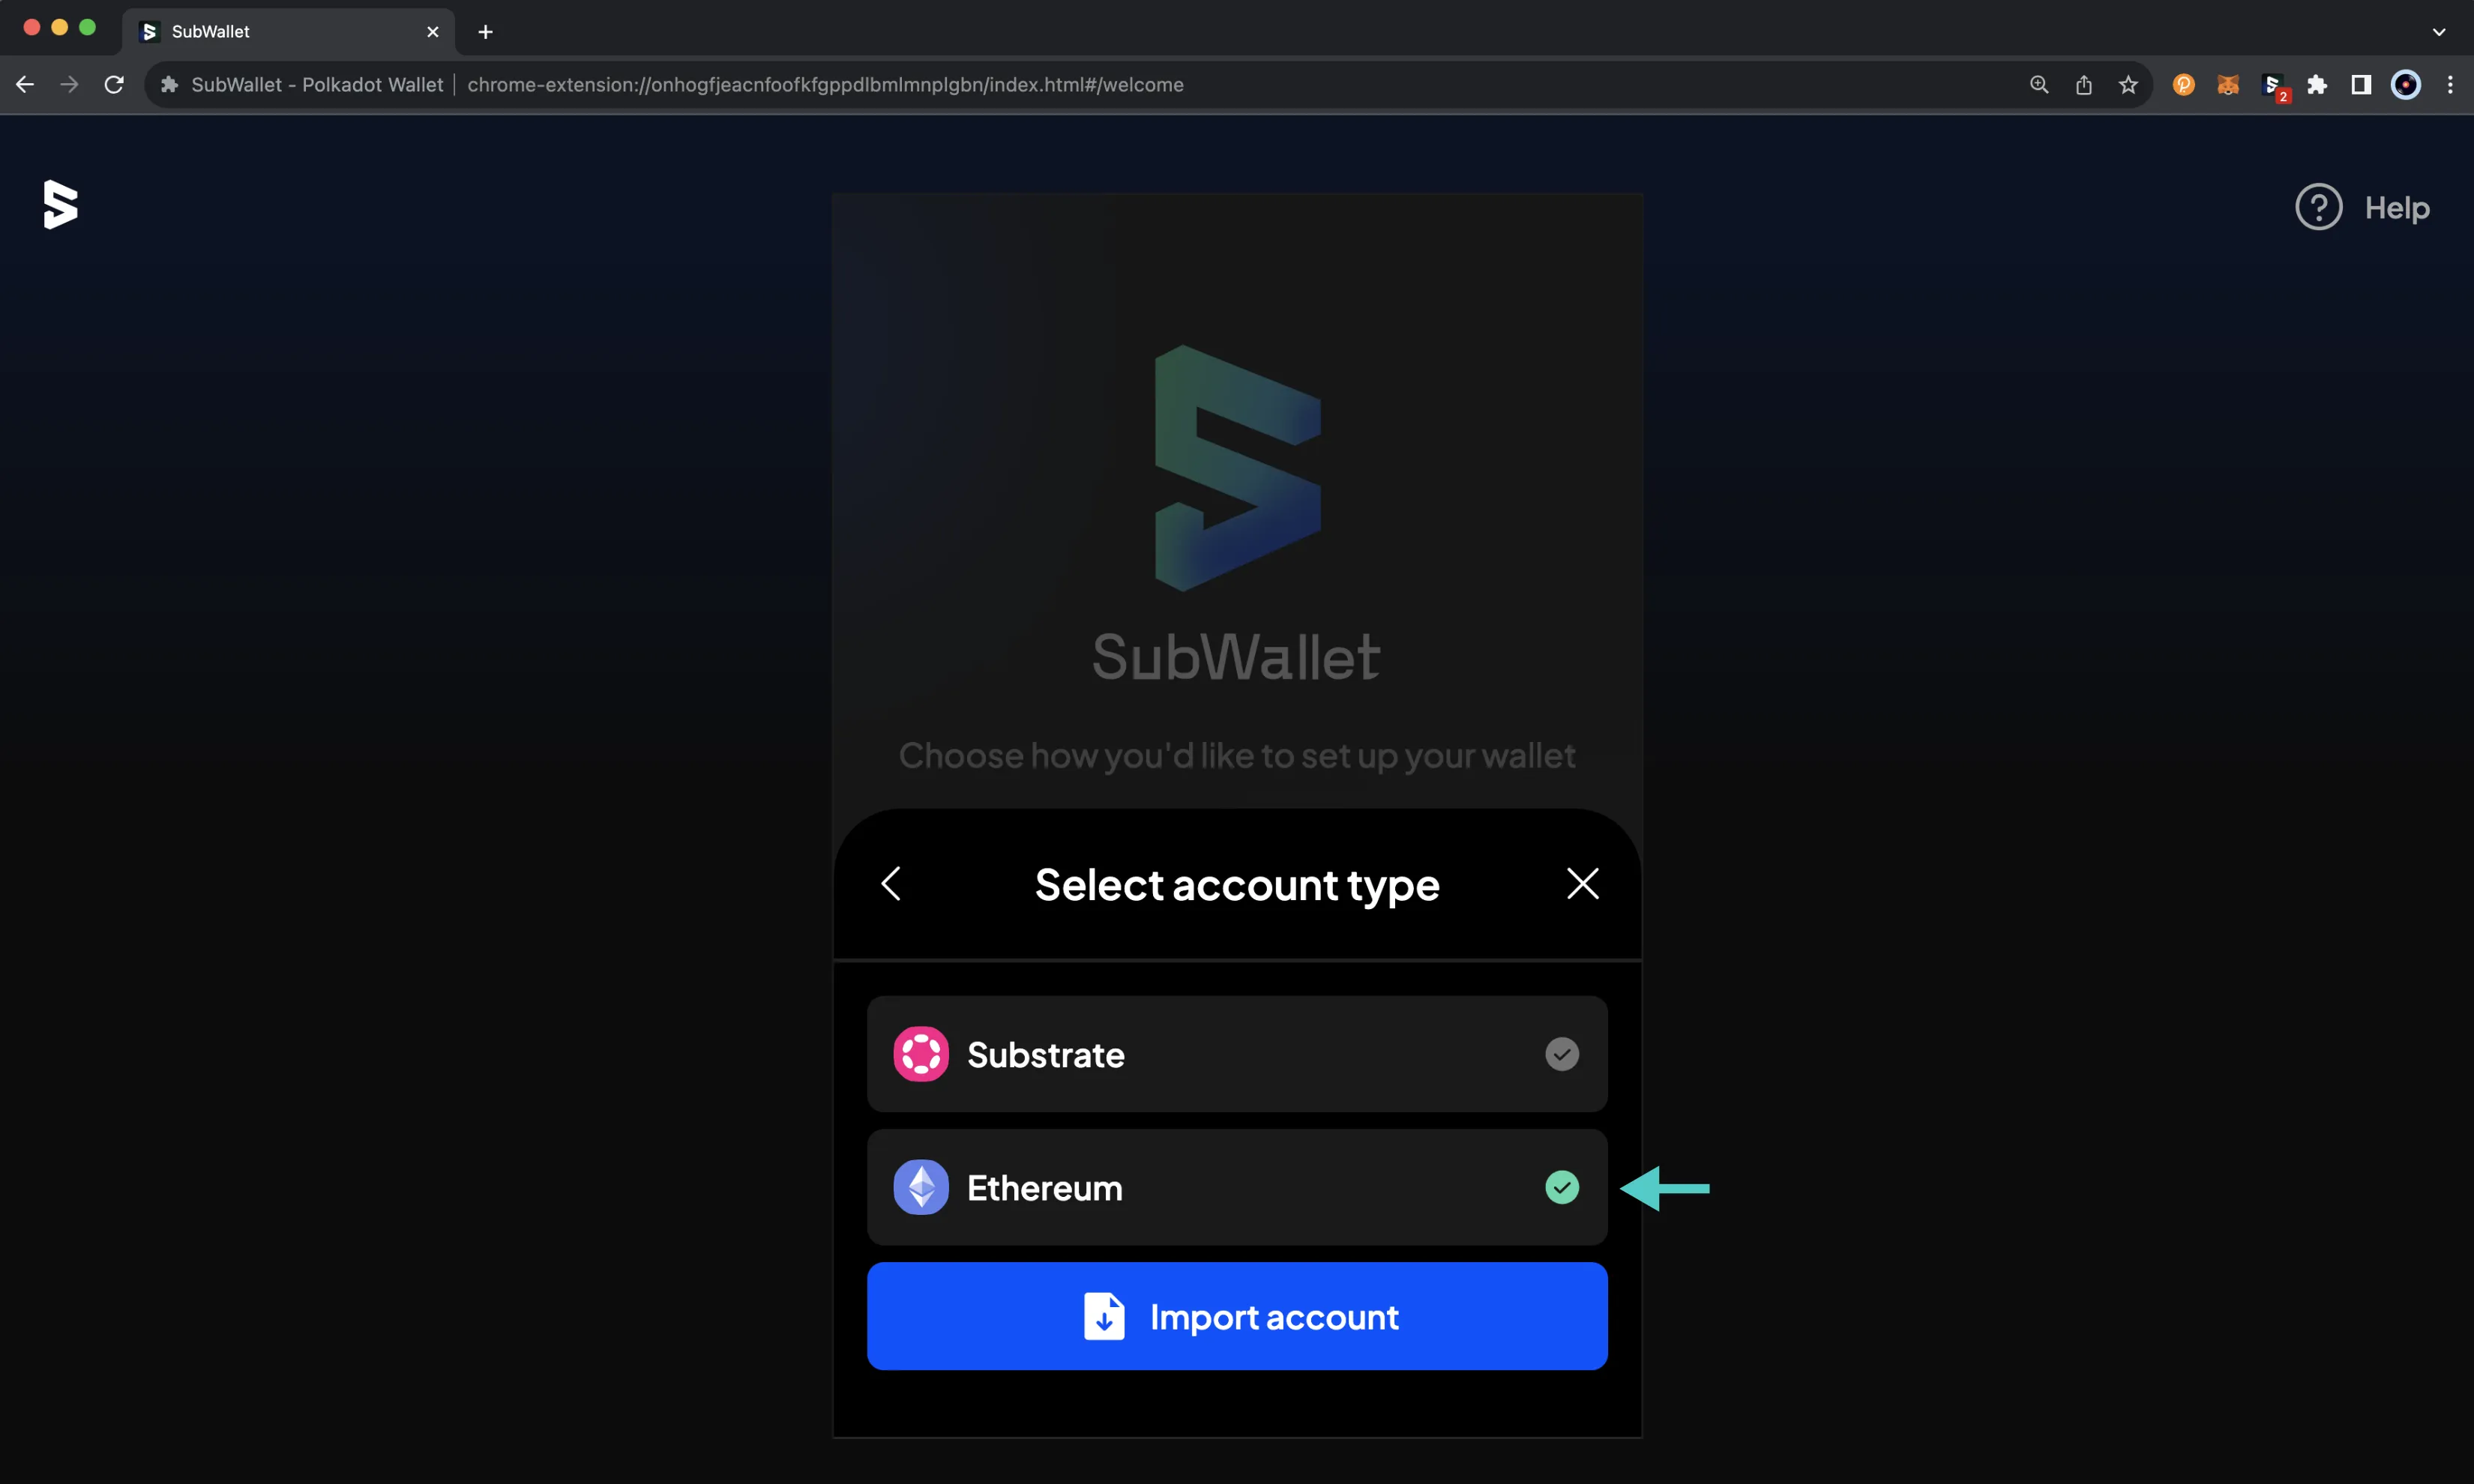 SubWallet
SubWallet - Polkadot Wallet
chrome-extension://onhogfjeacnfoofkfgppdlbmlmnplgbn/index.html#/welcome
2
Help
SubWallet
Choose how you'd like to set up your wallet
Select account type
Substrate
Ethereum
Import account